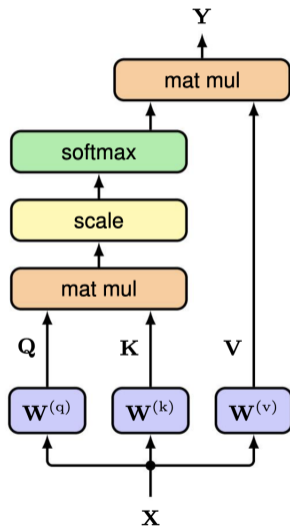 Y
mat mul
softmax
scale
mat mul
Q K V
W^(q) W^(k) W^(v)
X